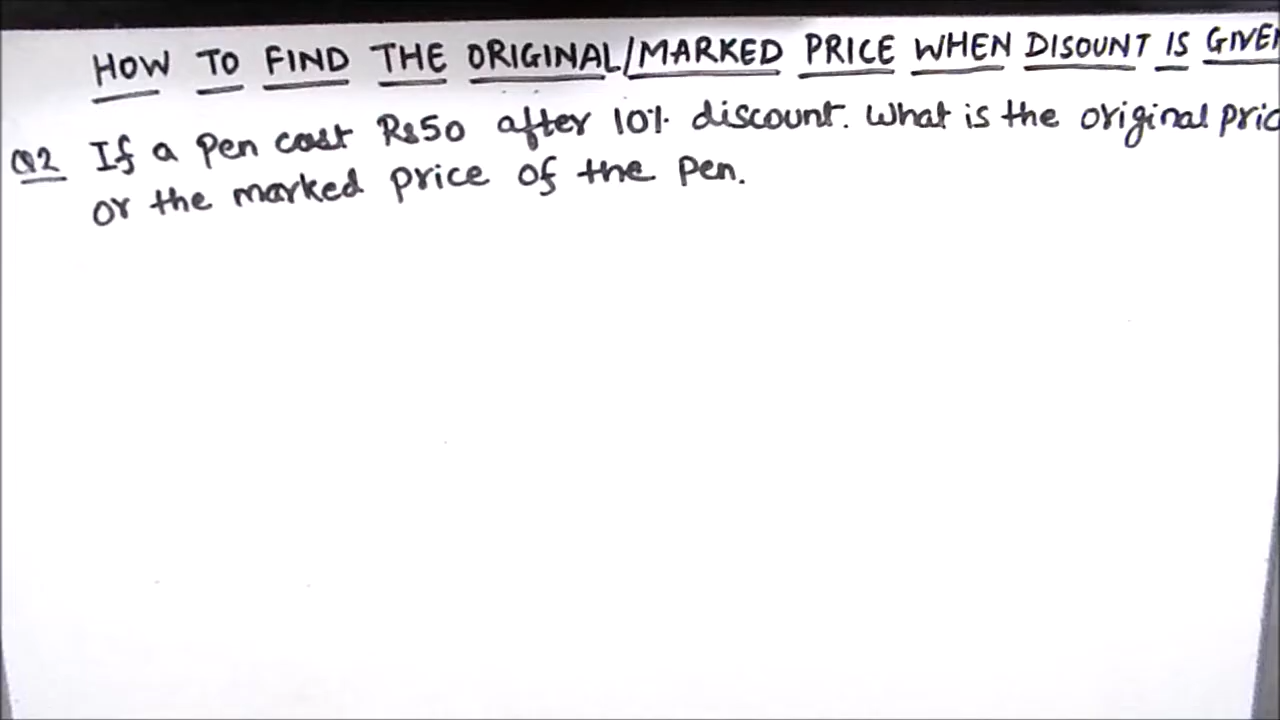 HOW TO FIND THE ORIGINAL/MARKED PRICE WHEN DISOUNT IS GIVEN
Q2 If a pen cost Rs50 after 10% discount. What is the original pric
or the marked price of the pen.